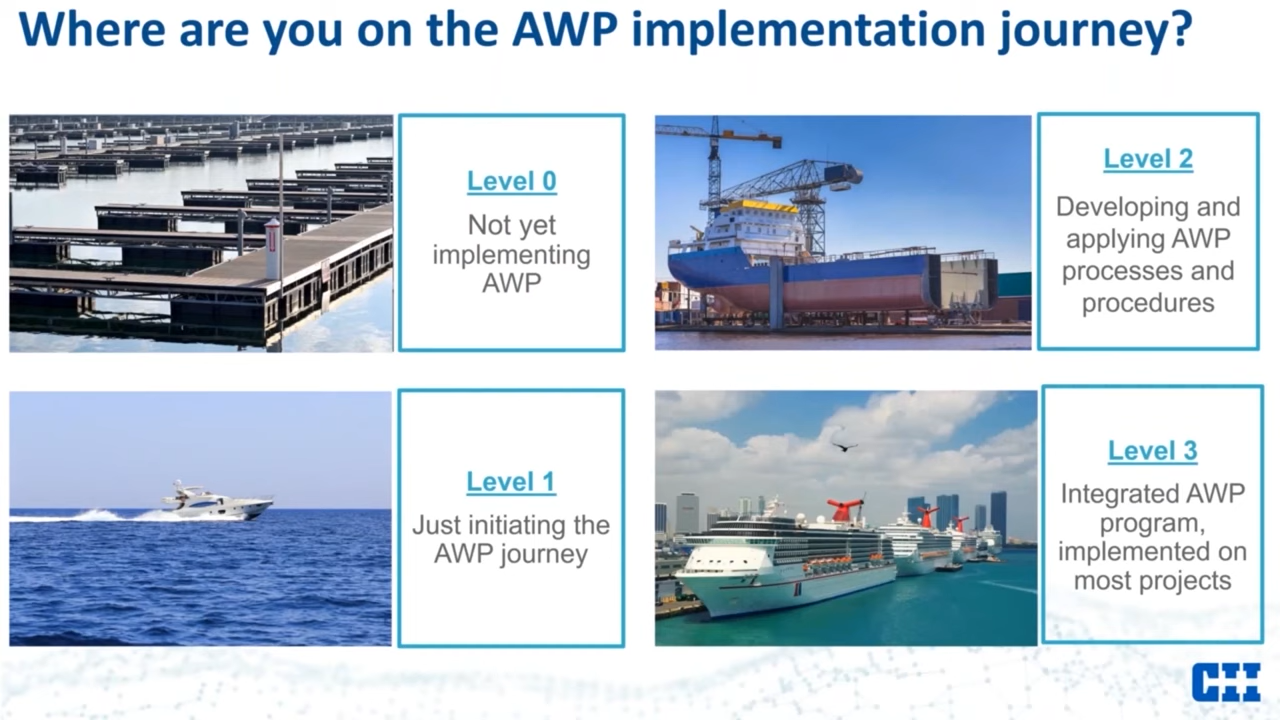 Where are you on the AWP implementation journey?
Level 0
Not yet
implementing
AWP
Level 2
Developing and
applying AWP
processes and
procedures
Level 1
Just initiating the
AWP journey
Level 3
Integrated AWP
program,
implemented on
most projects
CII